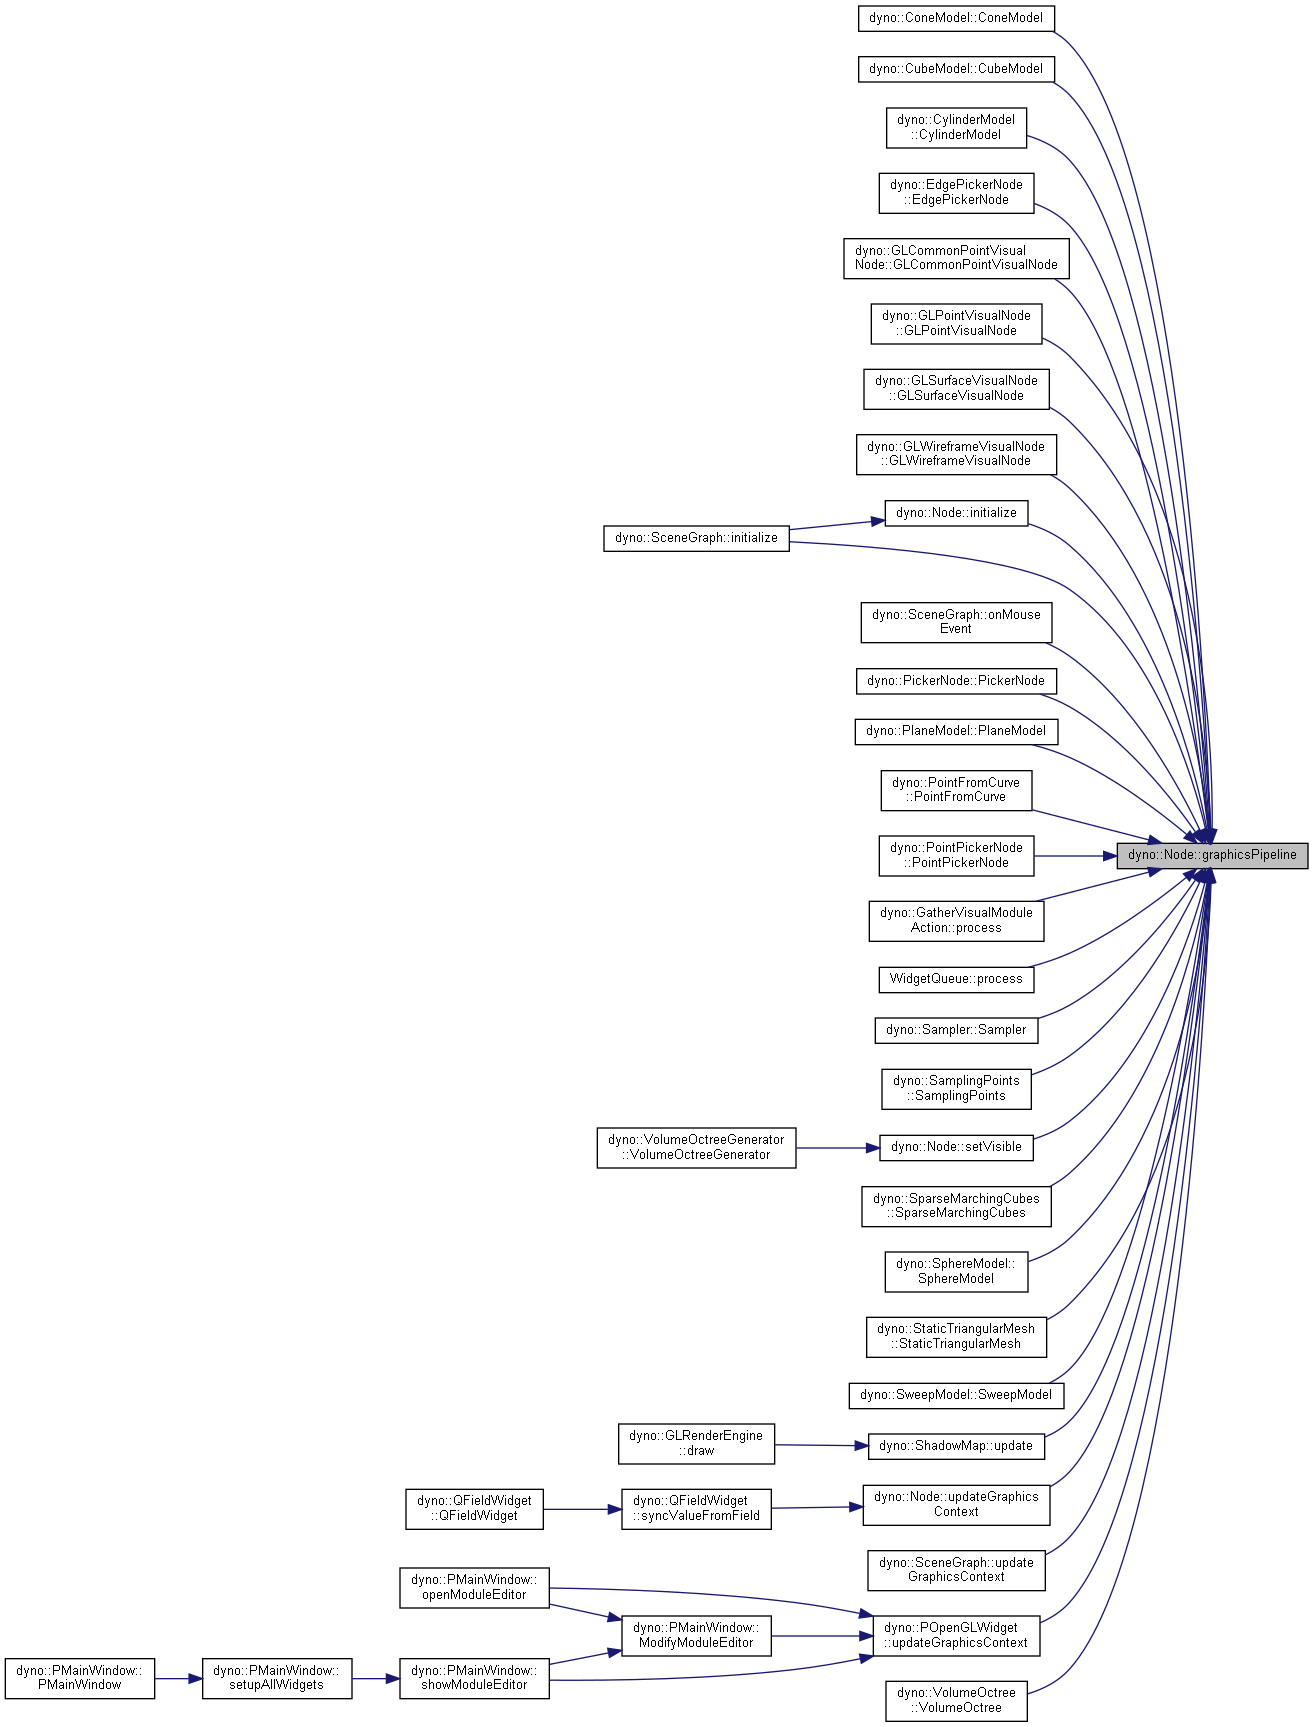 dyno::ConeModel::ConeModel
dyno::CubeModel::CubeModel
dyno::CylinderModel
::CylinderModel
dyno::EdgePickerNode
::EdgePickerNode
dyno::GLCommonPointVisual
Node::GLCommonPointVisualNode
dyno::GLPointVisualNode
::GLPointVisualNode
dyno::GLSurfaceVisualNode
::GLSurfaceVisualNode
dyno::GLWireframeVisualNode
::GLWireframeVisualNode
dyno::Node::initialize
dyno::SceneGraph::initialize
dyno::SceneGraph::onMouse
Event
dyno::PickerNode::PickerNode
dyno::PlaneModel::PlaneModel
dyno::PointFromCurve
::PointFromCurve
dyno::PointPickerNode
::PointPickerNode
dyno::Node::graphicsPipeline
dyno::GatherVisualModule
Action::process
WidgetQueue::process
dyno::Sampler::Sampler
dyno::SamplingPoints
::SamplingPoints
dyno::VolumeOctreeGenerator
::VolumeOctreeGenerator
dyno::Node::setVisible
dyno::SparseMarchingCubes
::SparseMarchingCubes
dyno::SphereModel::
SphereModel
dyno::StaticTriangularMesh
::StaticTriangularMesh
dyno::SweepModel::SweepModel
dyno::GLRenderEngine
::draw
dyno::ShadowMap::update
dyno::QFieldWidget
::QFieldWidget
dyno::QFieldWidget
::syncValueFromField
dyno::Node::updateGraphics
Context
dyno::SceneGraph::update
GraphicsContext
dyno::PMainWindow::
openModuleEditor
dyno::PMainWindow::
ModifyModuleEditor
dyno::POpenGLWidget
::updateGraphicsContext
dyno::PMainWindow::
PMainWindow
dyno::PMainWindow::
setupAllWidgets
dyno::PMainWindow::
showModuleEditor
dyno::VolumeOctree
::VolumeOctree